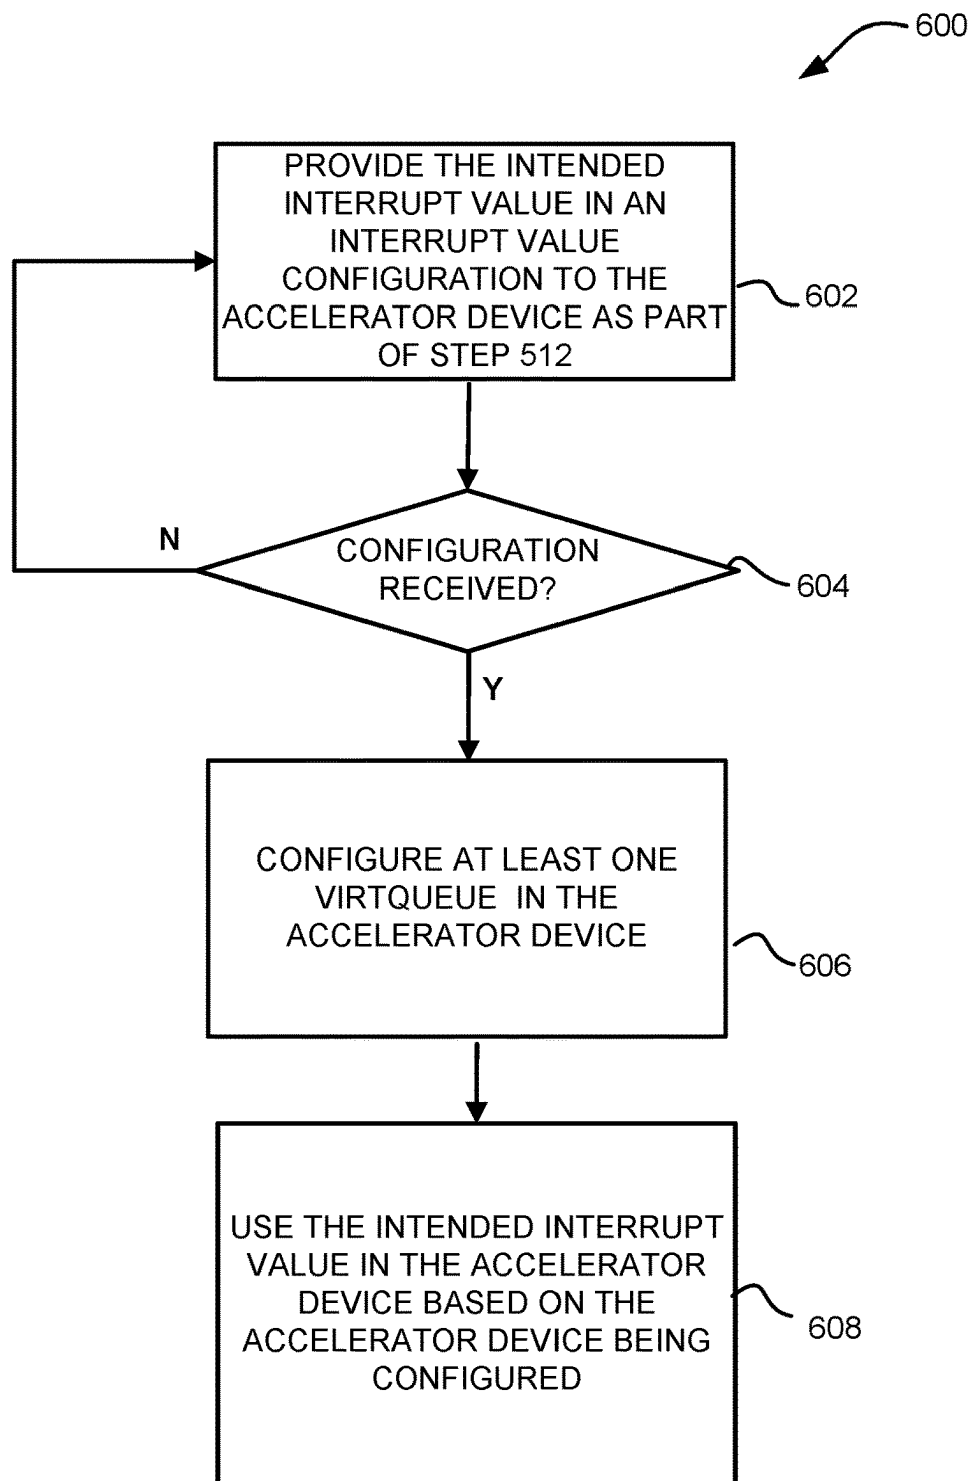 600
PROVIDE THE INTENDED
INTERRUPT VALUE IN AN
INTERRUPT VALUE
CONFIGURATION TO THE
ACCELERATOR DEVICE AS PART
OF STEP 512
602
N
CONFIGURATION
RECEIVED?
604
Y
CONFIGURE AT LEAST ONE
VIRTQUEUE IN THE
ACCELERATOR DEVICE
606
USE THE INTENDED INTERRUPT
VALUE IN THE ACCELERATOR
DEVICE BASED ON THE
ACCELERATOR DEVICE BEING
CONFIGURED
608